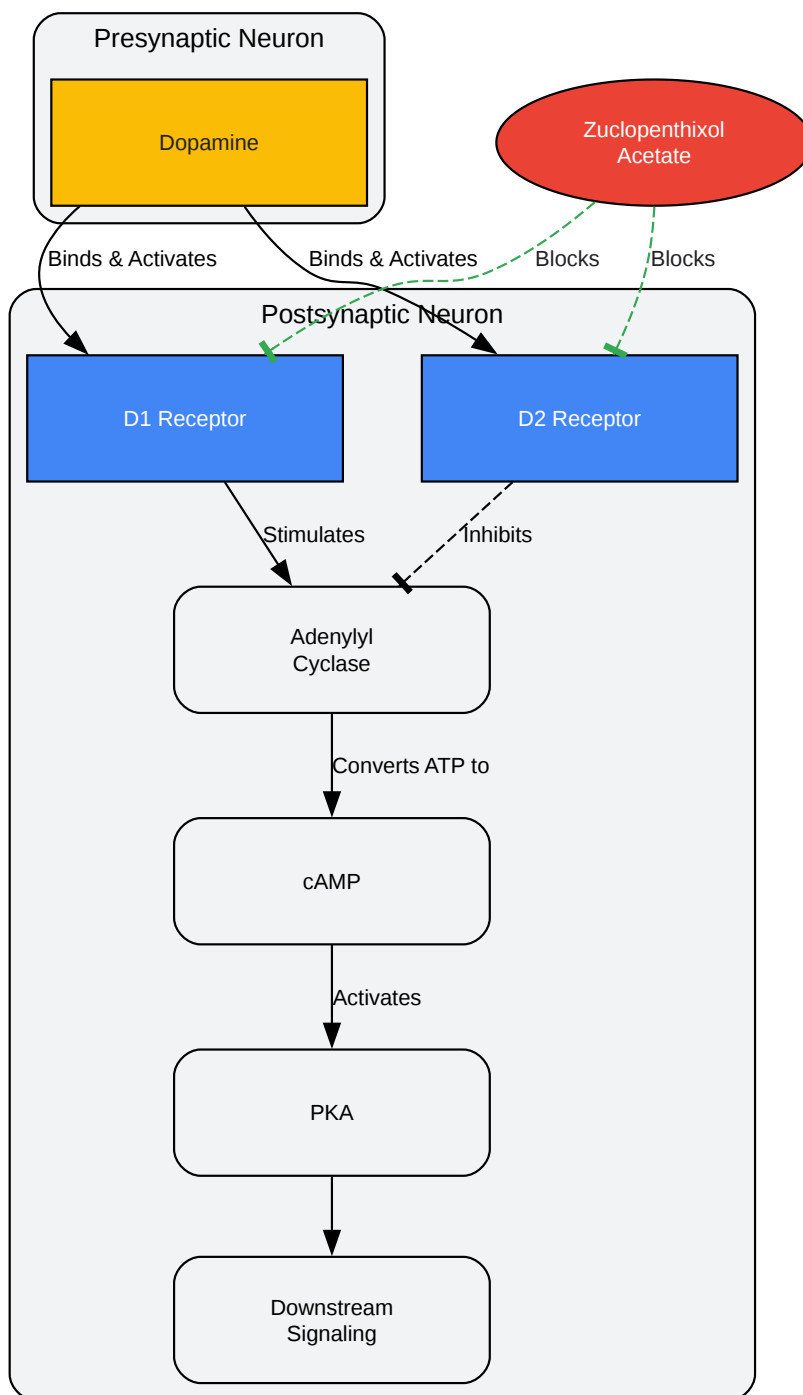 Presynaptic Neuron
Dopamine
Zuclopenthixol
Acetate
Binds & Activates
Binds & Activates
Blocks
Blocks
Postsynaptic Neuron
D1 Receptor
D2 Receptor
Stimulates
Inhibits
Adenylyl
Cyclase
Converts ATP to
cAMP
Activates
PKA
Downstream
Signaling